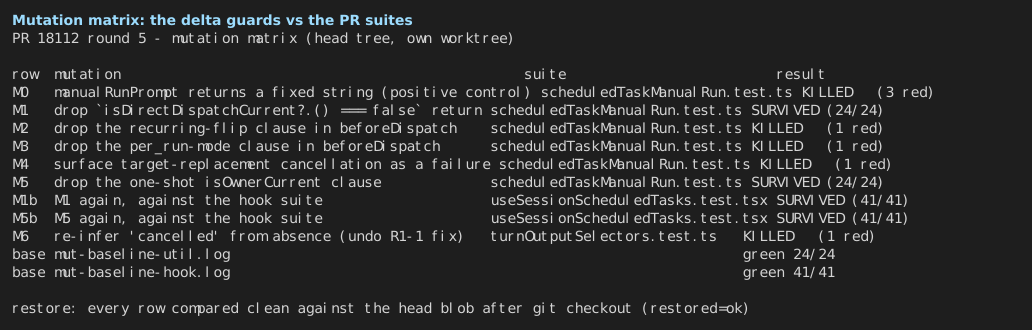 Mutation matrix: the delta guards vs the PR suites
PR 18112 round 5 - mutation matrix (head tree, own worktree)
row mutation suite result
M0 manualRunPrompt returns a fixed string (positive control) scheduledTaskManualRun.test.ts KILLED (3 red)
M1 drop `isDirectDispatchCurrent?.() === false` return scheduledTaskManualRun.test.ts SURVIVED (24/24)
M2 drop the recurring-flip clause in beforeDispatch scheduledTaskManualRun.test.ts KILLED (1 red)
M3 drop the per_run-mode clause in beforeDispatch scheduledTaskManualRun.test.ts KILLED (1 red)
M4 surface target-replacement cancellation as a failure scheduledTaskManualRun.test.ts KILLED (1 red)
M5 drop the one-shot isOwnerCurrent clause scheduledTaskManualRun.test.ts SURVIVED (24/24)
M1b M1 again, against the hook suite useSessionScheduledTasks.test.tsx SURVIVED (41/41)
M5b M5 again, against the hook suite useSessionScheduledTasks.test.tsx SURVIVED (41/41)
M6 re-infer 'cancelled' from absence (undo R1-1 fix) turnOutputSelectors.test.ts KILLED (1 red)
base mut-baseline-util.log green 24/24
base mut-baseline-hook.log green 41/41
restore: every row compared clean against the head blob after git checkout (restored=ok)